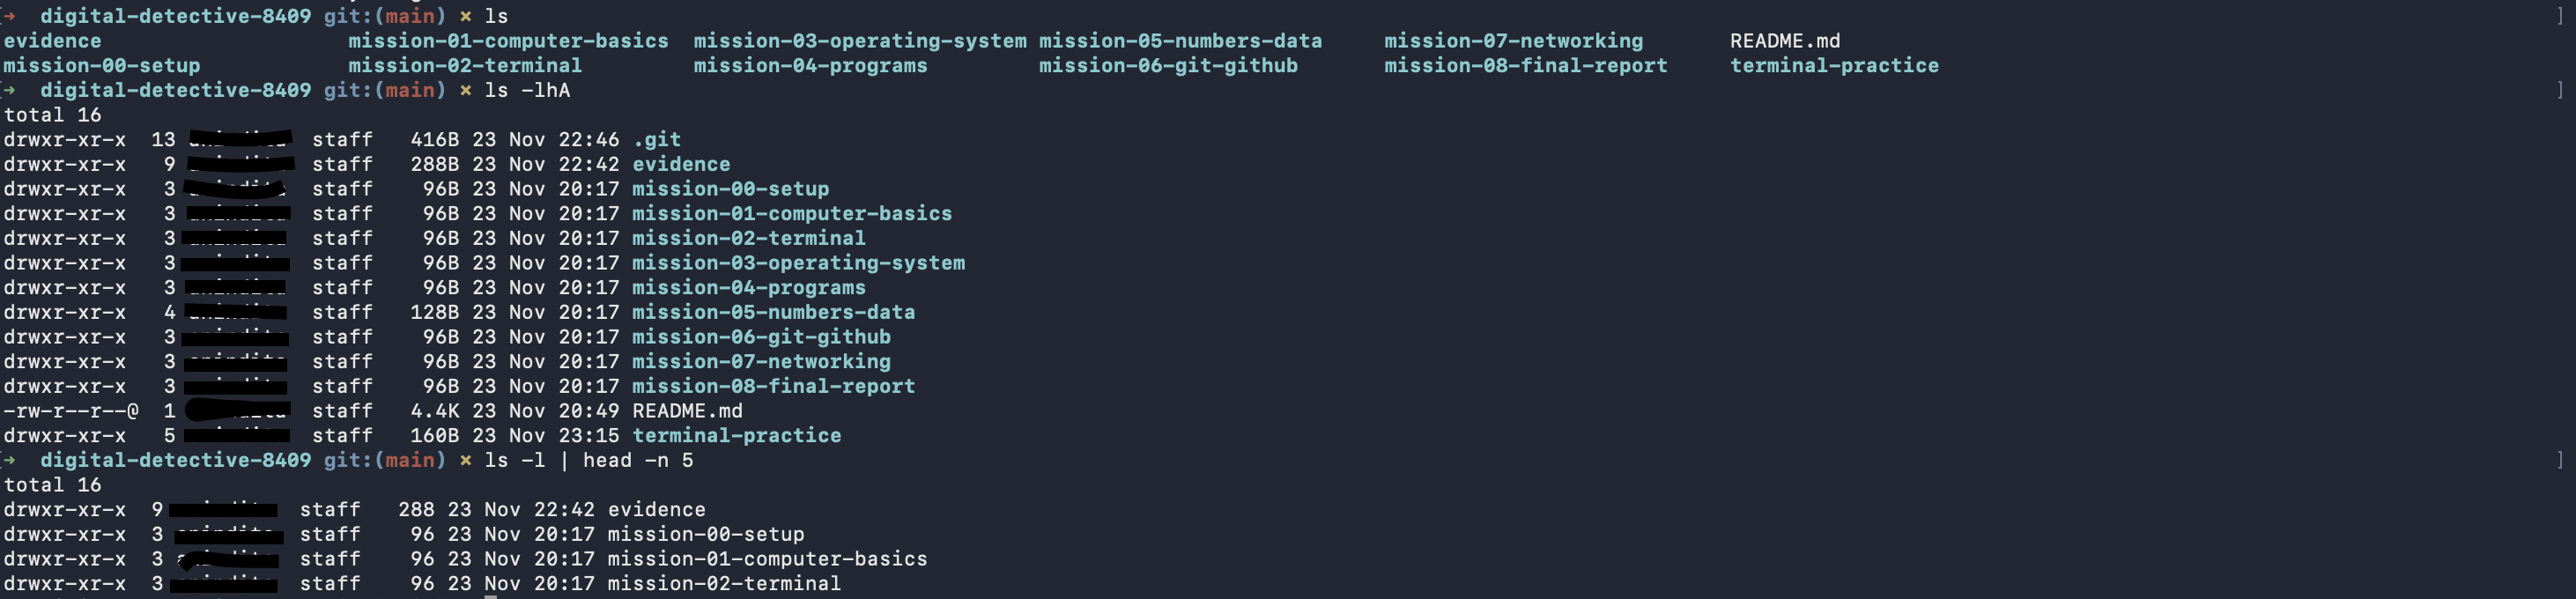 → digital-detective-8409 git:(main) × ls
evidence mission-01-computer-basics mission-03-operating-system mission-05-numbers-data mission-07-networking README.md
mission-00-setup mission-02-terminal mission-04-programs mission-06-git-github mission-08-final-report terminal-practice
→ digital-detective-8409 git:(main) × ls -lhA
total 16
drwxr-xr-x 13 staff 416B 23 Nov 22:46 .git
drwxr-xr-x 9 staff 288B 23 Nov 22:42 evidence
drwxr-xr-x 3 staff 96B 23 Nov 20:17 mission-00-setup
drwxr-xr-x 3 staff 96B 23 Nov 20:17 mission-01-computer-basics
drwxr-xr-x 3 staff 96B 23 Nov 20:17 mission-02-terminal
drwxr-xr-x 3 staff 96B 23 Nov 20:17 mission-03-operating-system
drwxr-xr-x 3 staff 96B 23 Nov 20:17 mission-04-programs
drwxr-xr-x 4 staff 128B 23 Nov 20:17 mission-05-numbers-data
drwxr-xr-x 3 staff 96B 23 Nov 20:17 mission-06-git-github
drwxr-xr-x 3 staff 96B 23 Nov 20:17 mission-07-networking
drwxr-xr-x 3 staff 96B 23 Nov 20:17 mission-08-final-report
-rw-r--r--@ 1 staff 4.4K 23 Nov 20:49 README.md
drwxr-xr-x 5 staff 160B 23 Nov 23:15 terminal-practice
→ digital-detective-8409 git:(main) × ls -l | head -n 5
total 16
drwxr-xr-x 9 staff 288 23 Nov 22:42 evidence
drwxr-xr-x 3 staff 96 23 Nov 20:17 mission-00-setup
drwxr-xr-x 3 staff 96 23 Nov 20:17 mission-01-computer-basics
drwxr-xr-x 3 staff 96 23 Nov 20:17 mission-02-terminal